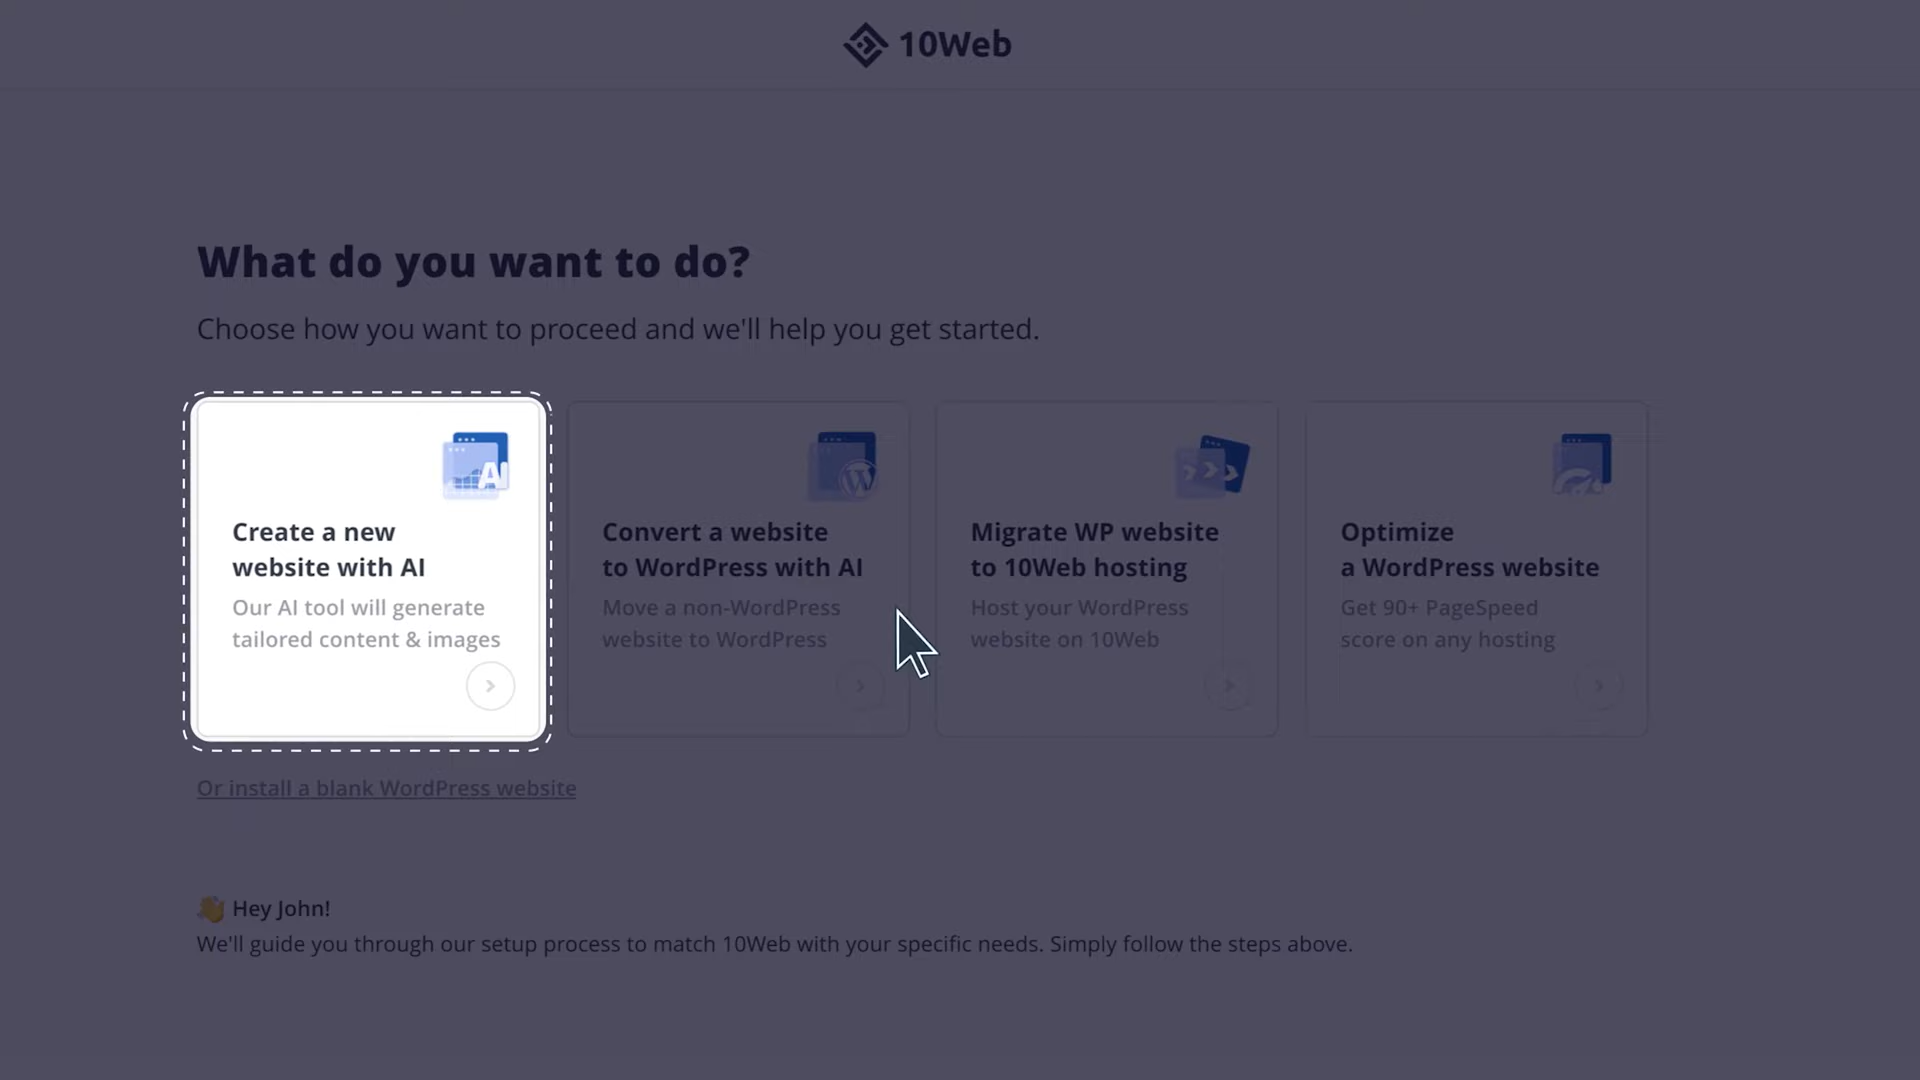 10Web
What do you want to do?
Choose how you want to proceed and we'll help you get started.
AI
Create a new
website with AI
Our AI tool will generate
tailored content & images
Convert a website
to WordPress with AI
Move a non-WordPress
website to WordPress
Migrate WP website
to 10Web hosting
Host your WordPress
website on 10Web
Optimize
a WordPress website
Get 90+ PageSpeed
score on any hosting
Or install a blank WordPress website
👋 Hey John!
We'll guide you through our setup process to match 10Web with your specific needs. Simply follow the steps above.